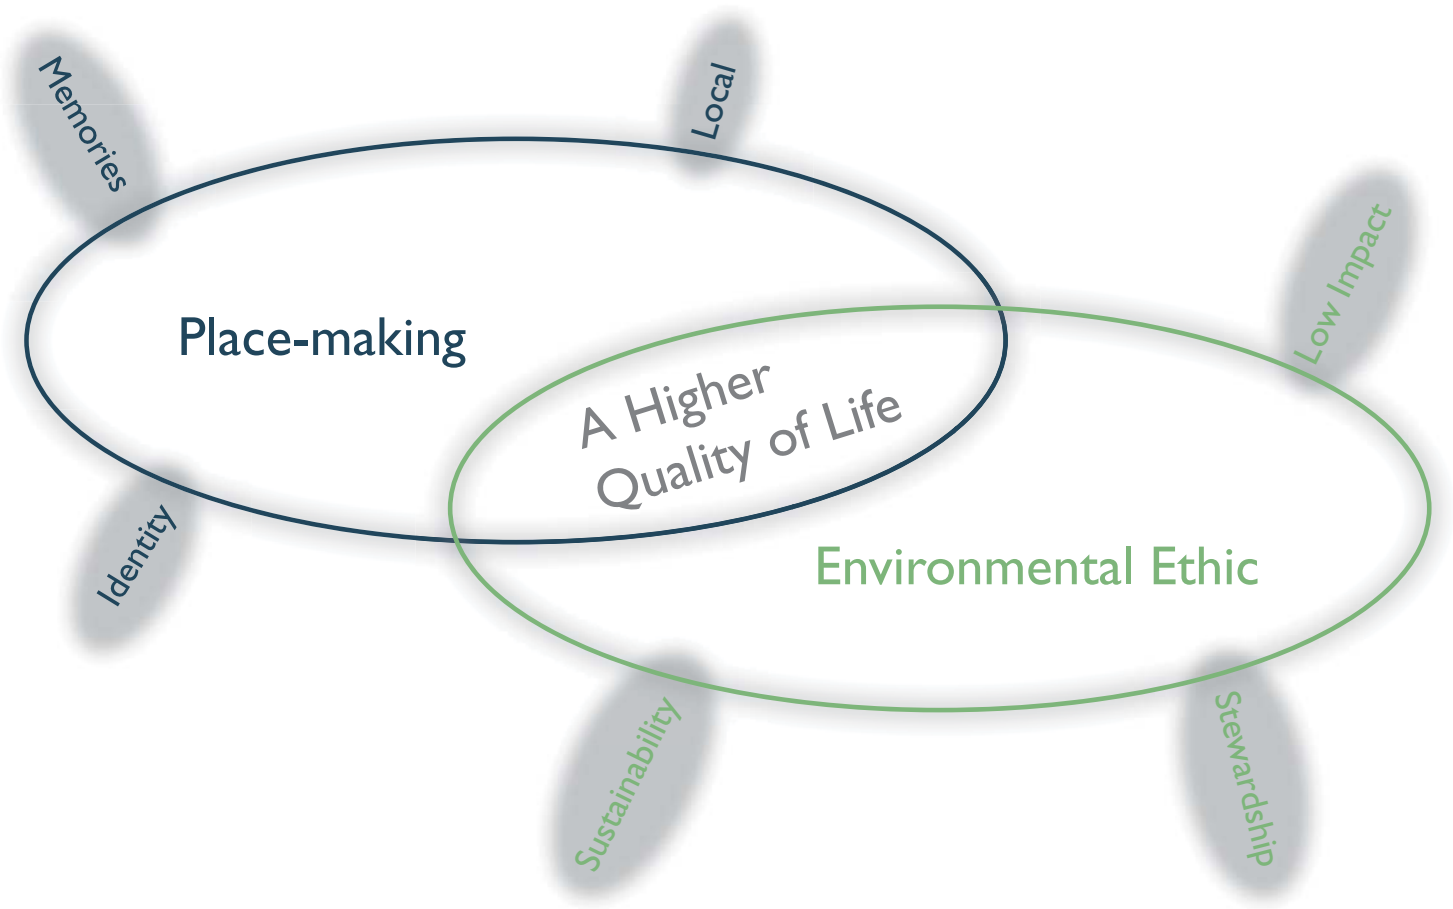 Memories
Local
Low Impact
Place-making
A Higher
Quality of Life
Identity
Environmental Ethic
Sustainability
Stewardship